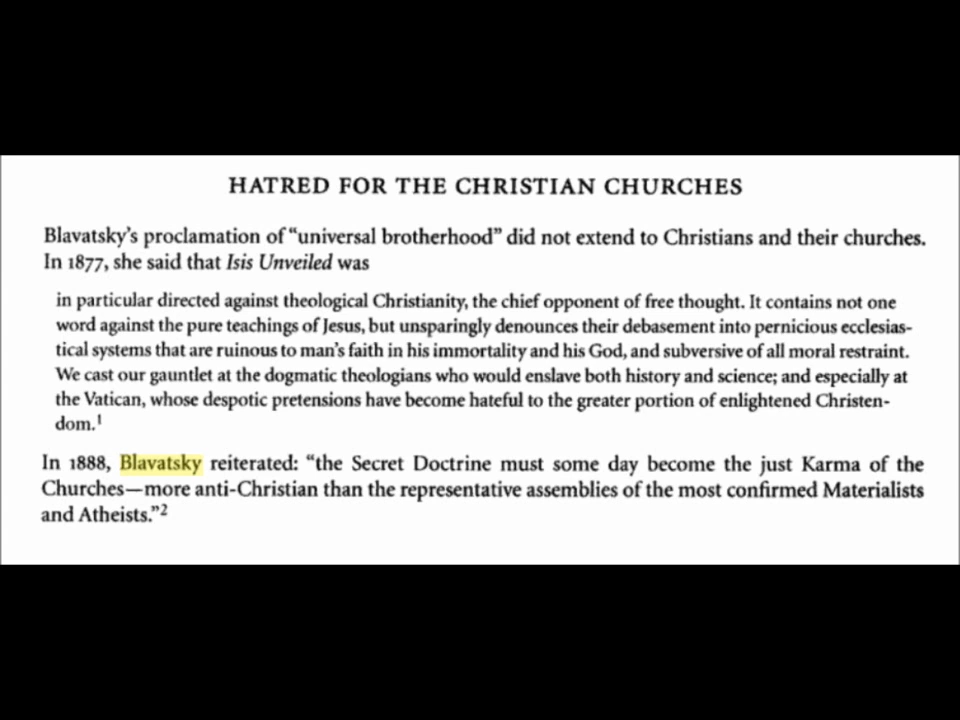 HATRED FOR THE CHRISTIAN CHURCHES
Blavatsky's proclamation of "universal brotherhood" did not extend to Christians and their churches.
In 1877, she said that Isis Unveiled was
in particular directed against theological Christianity, the chief opponent of free thought. It contains not one
word against the pure teachings of Jesus, but unsparingly denounces their debasement into pernicious ecclesias-
tical systems that are ruinous to man's faith in his immortality and his God, and subversive of all moral restraint.
We cast our gauntlet at the dogmatic theologians who would enslave both history and science; and especially at
the Vatican, whose despotic pretensions have become hateful to the greater portion of enlightened Christen-
dom.1
In 1888, Blavatsky reiterated: "the Secret Doctrine must some day become the just Karma of the
Churches—more anti-Christian than the representative assemblies of the most confirmed Materialists
and Atheists."2